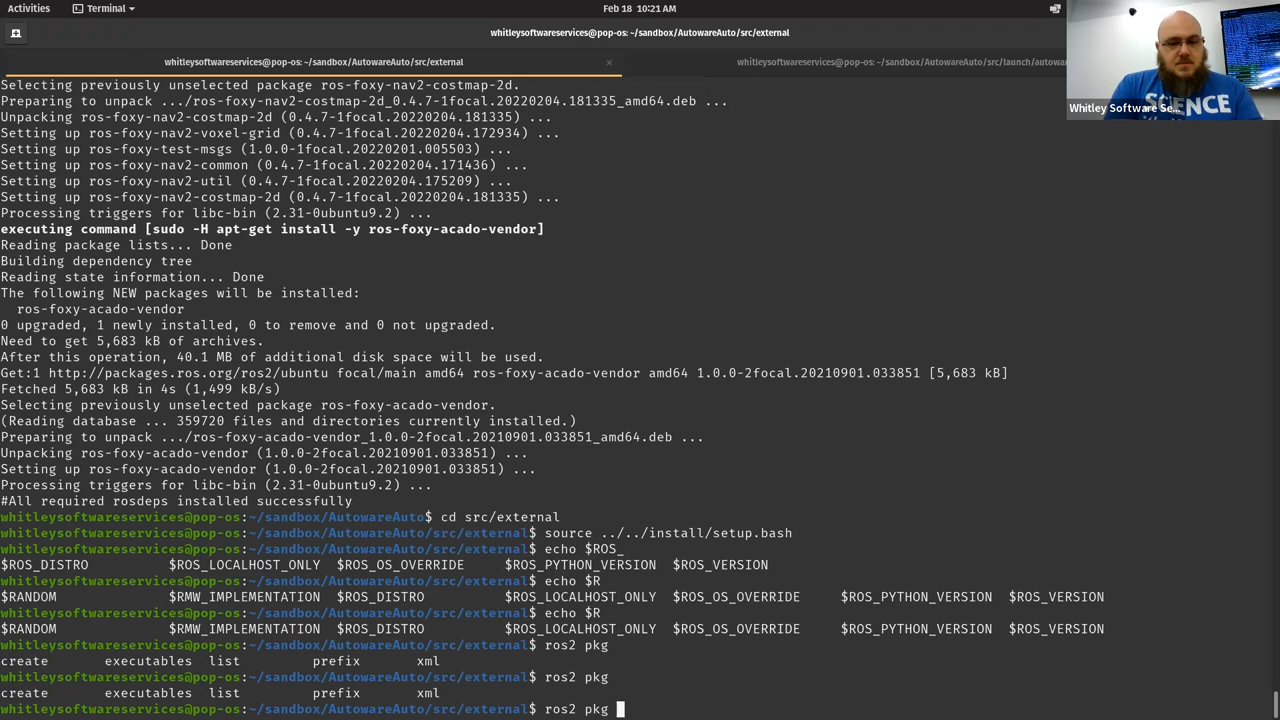 Activities
Terminal
Feb 18 10:21 AM
whitleysoftwareservices@pop-os: ~/sandbox/AutowareAuto/src/external
whitleysoftwareservices@pop-os: ~/sandbox/AutowareAuto/src/external ×
whitleysoftwareservices@pop-os: ~/sandbox/AutowareAuto/src/launch/autowar
SCIENCE
Whitley Software Se...
Selecting previously unselected package ros-foxy-nav2-costmap-2d.
Preparing to unpack .../ros-foxy-nav2-costmap-2d_0.4.7-1focal.20220204.181335_amd64.deb ...
Unpacking ros-foxy-nav2-costmap-2d (0.4.7-1focal.20220204.181335) ...
Setting up ros-foxy-nav2-voxel-grid (0.4.7-1focal.20220204.172934) ...
Setting up ros-foxy-test-msgs (1.0.0-1focal.20220201.005503) ...
Setting up ros-foxy-nav2-common (0.4.7-1focal.20220204.171436) ...
Setting up ros-foxy-nav2-util (0.4.7-1focal.20220204.175209) ...
Setting up ros-foxy-nav2-costmap-2d (0.4.7-1focal.20220204.181335) ...
Processing triggers for libc-bin (2.31-0ubuntu9.2) ...
executing command [sudo -H apt-get install -y ros-foxy-acado-vendor]
Reading package lists... Done
Building dependency tree
Reading state information... Done
The following NEW packages will be installed:
ros-foxy-acado-vendor
0 upgraded, 1 newly installed, 0 to remove and 0 not upgraded.
Need to get 5,683 kB of archives.
After this operation, 40.1 MB of additional disk space will be used.
Get:1 http://packages.ros.org/ros2/ubuntu focal/main amd64 ros-foxy-acado-vendor amd64 1.0.0-2focal.20210901.033851 [5,683 kB]
Fetched 5,683 kB in 4s (1,499 kB/s)
Selecting previously unselected package ros-foxy-acado-vendor.
(Reading database ... 359720 files and directories currently installed.)
Preparing to unpack .../ros-foxy-acado-vendor_1.0.0-2focal.20210901.033851_amd64.deb ...
Unpacking ros-foxy-acado-vendor (1.0.0-2focal.20210901.033851) ...
Setting up ros-foxy-acado-vendor (1.0.0-2focal.20210901.033851) ...
Processing triggers for libc-bin (2.31-0ubuntu9.2) ...
#All required rosdeps installed successfully
whitleysoftwareservices@pop-os:~/sandbox/AutowareAuto$ cd src/external
whitleysoftwareservices@pop-os:~/sandbox/AutowareAuto/src/external$ source ../../install/setup.bash
whitleysoftwareservices@pop-os:~/sandbox/AutowareAuto/src/external$ echo $ROS_
$ROS_DISTRO $ROS_LOCALHOST_ONLY $ROS_OS_OVERRIDE $ROS_PYTHON_VERSION $ROS_VERSION
whitleysoftwareservices@pop-os:~/sandbox/AutowareAuto/src/external$ echo $R
$RANDOM $RMW_IMPLEMENTATION $ROS_DISTRO $ROS_LOCALHOST_ONLY $ROS_OS_OVERRIDE $ROS_PYTHON_VERSION $ROS_VERSION
whitleysoftwareservices@pop-os:~/sandbox/AutowareAuto/src/external$ echo $R
$RANDOM $RMW_IMPLEMENTATION $ROS_DISTRO $ROS_LOCALHOST_ONLY $ROS_OS_OVERRIDE $ROS_PYTHON_VERSION $ROS_VERSION
whitleysoftwareservices@pop-os:~/sandbox/AutowareAuto/src/external$ ros2 pkg
create executables list prefix xml
whitleysoftwareservices@pop-os:~/sandbox/AutowareAuto/src/external$ ros2 pkg
create executables list prefix xml
whitleysoftwareservices@pop-os:~/sandbox/AutowareAuto/src/external$ ros2 pkg